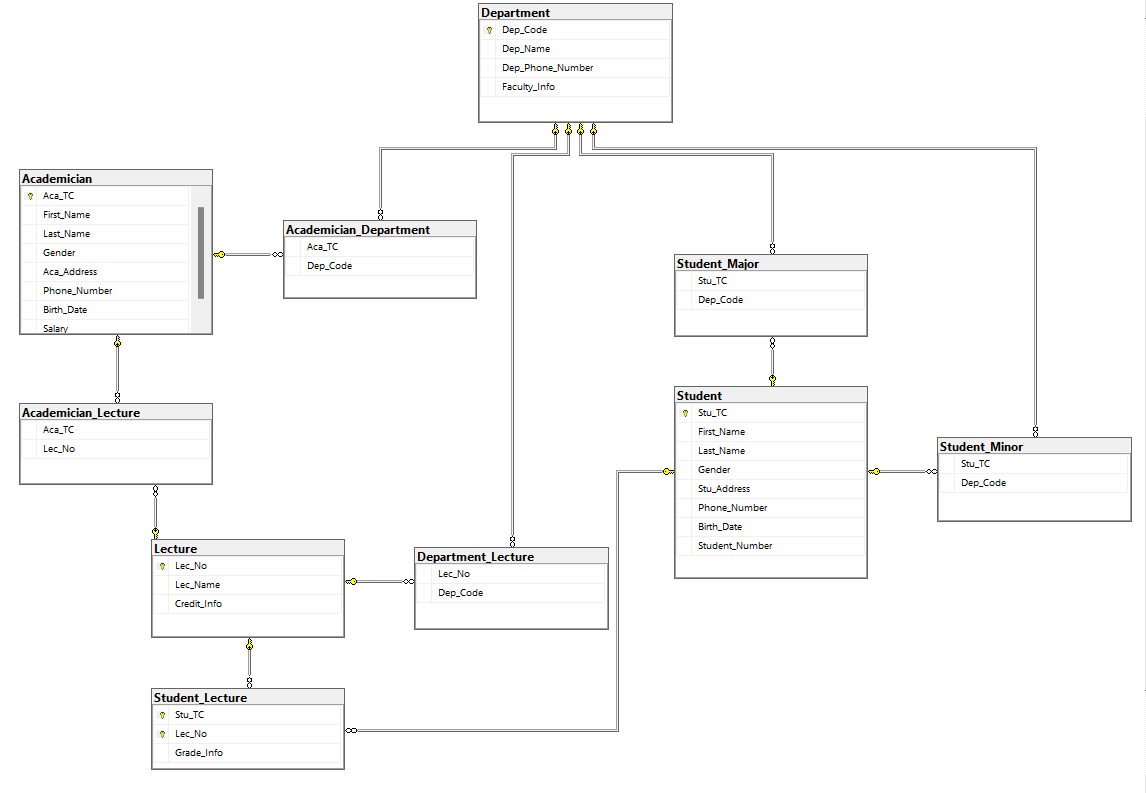 Department
Dep_Code
Dep_Name
Dep_Phone_Number
Faculty_Info
Academician
Aca_TC
First_Name
Last_Name
Gender
Aca_Address
Phone_Number
Birth_Date
Salary
Academician_Department
Aca_TC
Dep_Code
Student_Major
Stu_TC
Dep_Code
Academician_Lecture
Aca_TC
Lec_No
Student
Stu_TC
First_Name
Last_Name
Gender
Stu_Address
Phone_Number
Birth_Date
Student_Number
Student_Minor
Stu_TC
Dep_Code
Lecture
Lec_No
Lec_Name
Credit_Info
Department_Lecture
Lec_No
Dep_Code
Student_Lecture
Stu_TC
Lec_No
Grade_Info